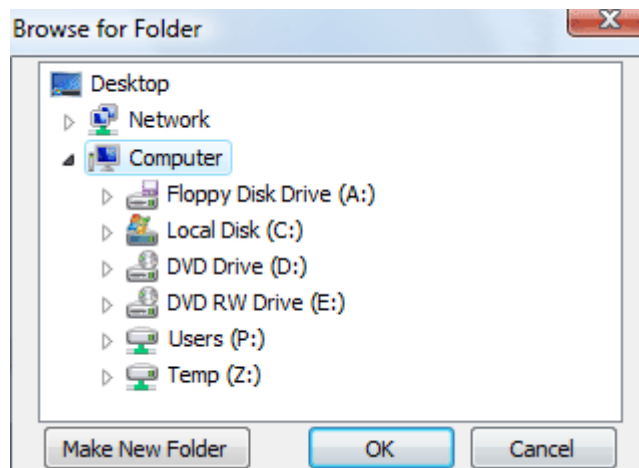 Browse for Folder
Desktop
Network
Computer
Floppy Disk Drive (A:)
Local Disk (C:)
DVD Drive (D:)
DVD RW Drive (E:)
Users (P:)
Temp (Z:)
Make New Folder OK Cancel